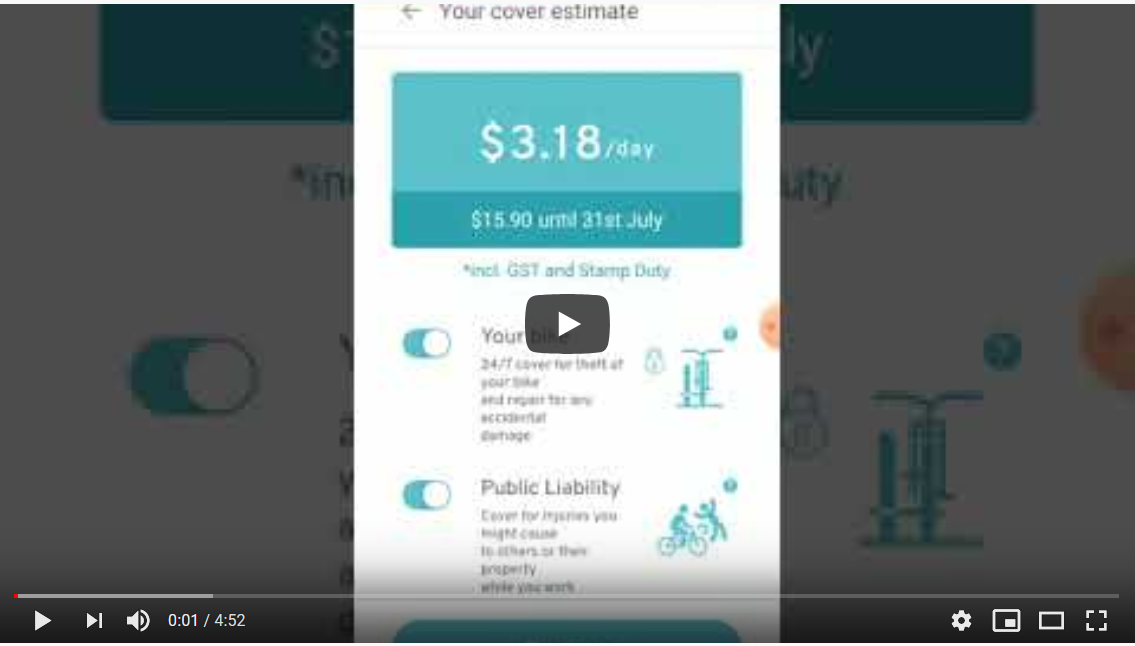 Your cover estimate
$3.18/day
$15.90 until 31st July
*incl. GST and Stamp Duty
Your bike
24/7 cover for theft of
your bike
and repair for any
accidental
damage
Public Liability
Cover for injuries you
might cause
to others or their
property
while you work
0:01 / 4:52